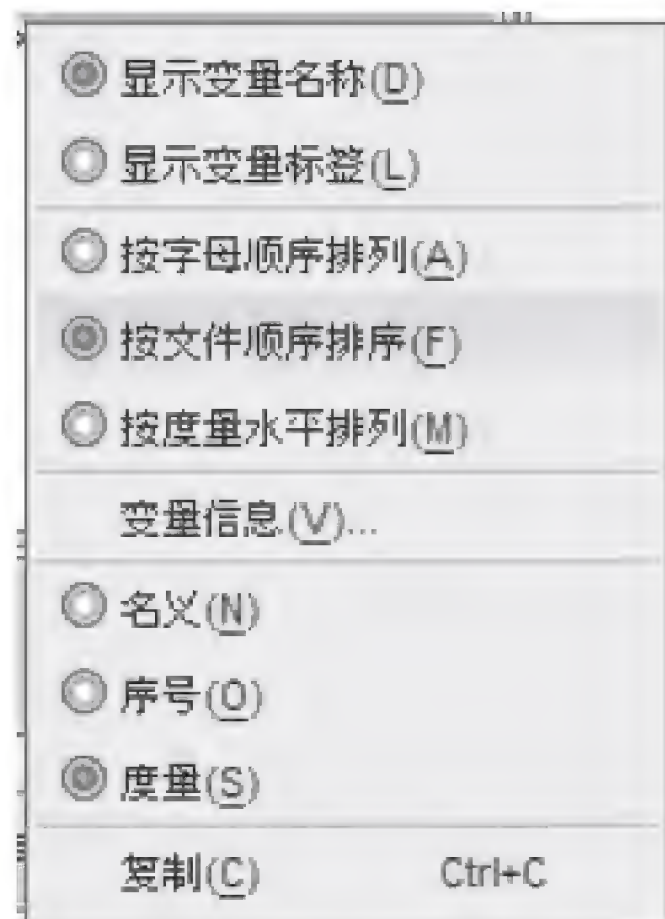 显示变量名称(D)
显示变量标签(L)
按字母顺序排列(A)
按文件顺序排序(F)
按度量水平排列(M)
变量信息(V)...
名义(N)
序号(O)
度量(S)
复制(C) Ctrl+C